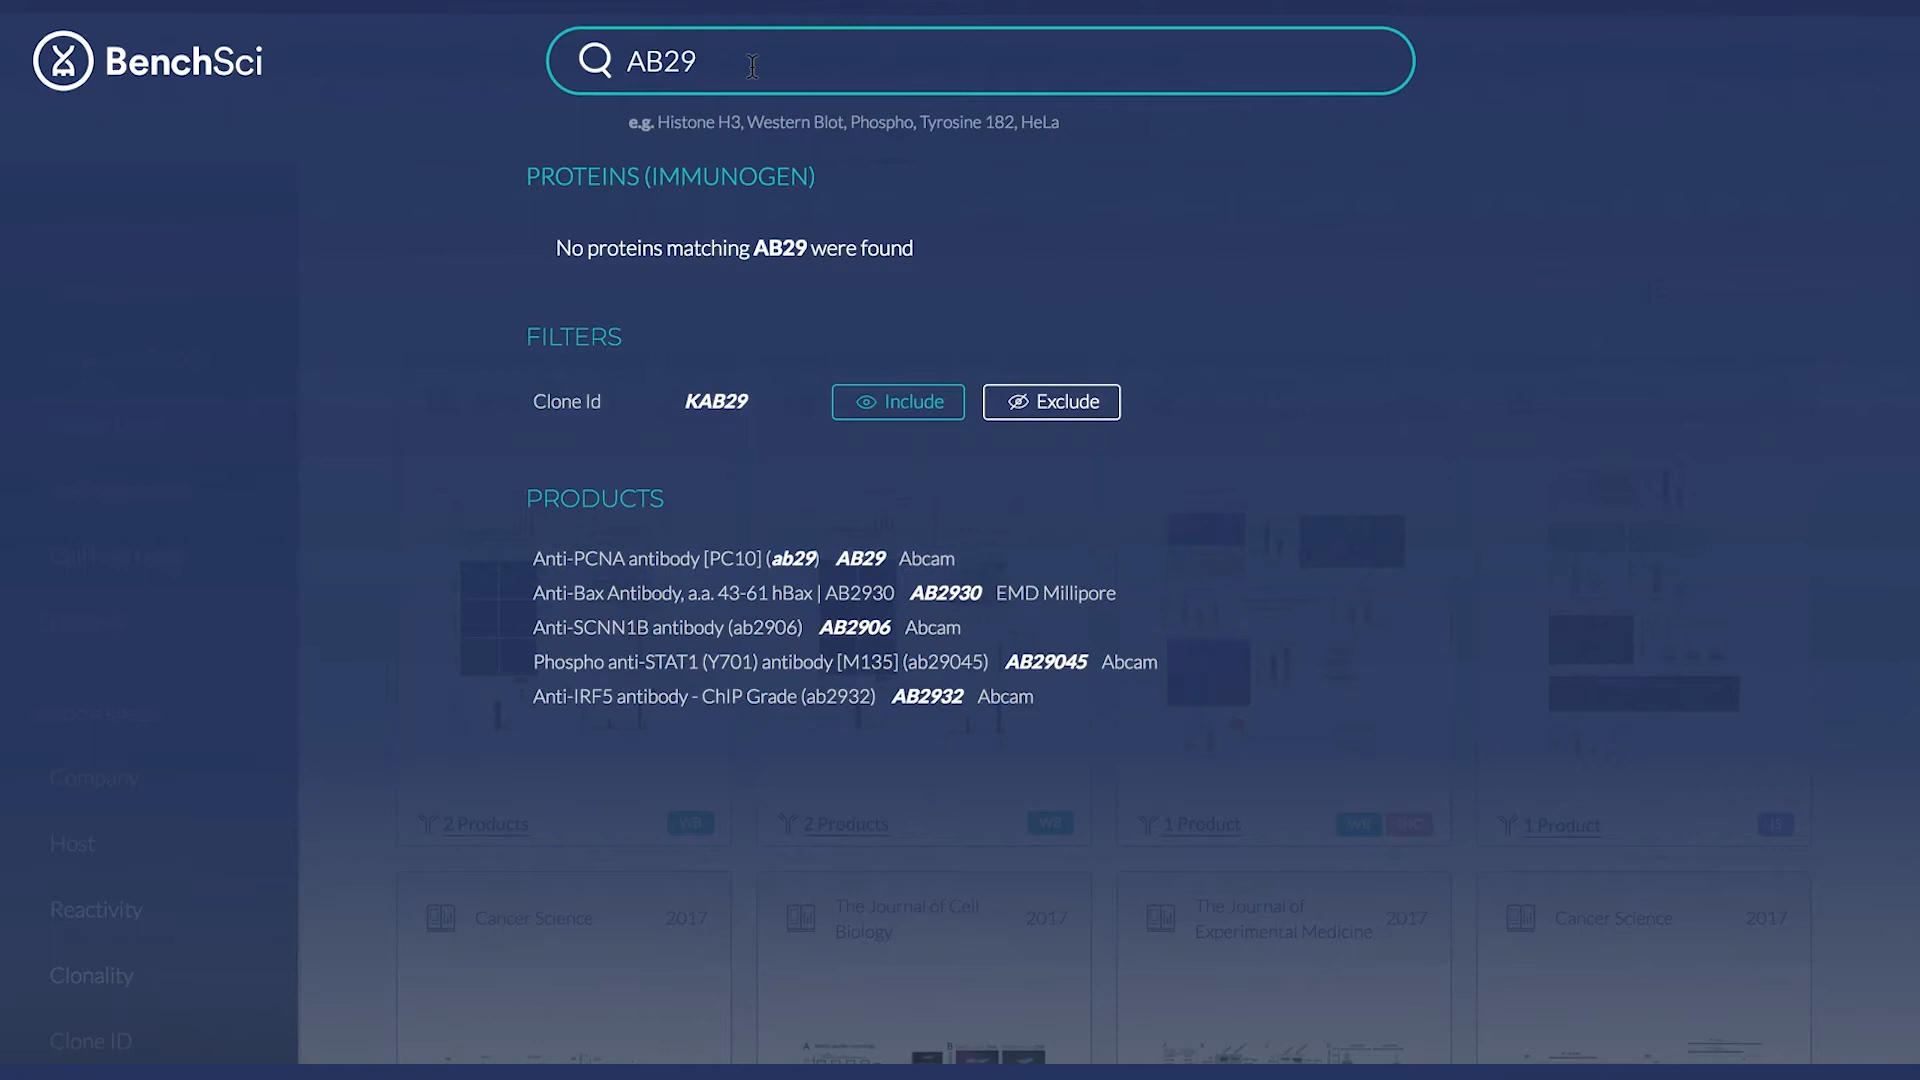 BenchSci
AB29
e.g. Histone H3, Western Blot, Phospho, Tyrosine 182, HeLa
PROTEINS (IMMUNOGEN)
No proteins matching AB29 were found
FILTERS
Clone Id KAB29 Include Exclude
PRODUCTS
Anti-PCNA antibody [PC10] (ab29) AB29 Abcam
Anti-Bax Antibody, a.a. 43-61 hBax | AB2930 AB2930 EMD Millipore
Anti-SCNN1B antibody (ab2906) AB2906 Abcam
Phospho anti-STAT1 (Y701) antibody [M135] (ab29045) AB29045 Abcam
Anti-IRF5 antibody - ChIP Grade (ab2932) AB2932 Abcam
Company
Host
Reactivity
Clonality
Clone ID
2 Products WB
2 Products WB
1 Product WB IHC
1 Product IS
Cancer Science 2017
The Journal of Cell
Biology 2017
The Journal of
Experimental Medicine 2017
Cancer Science 2017
A
B